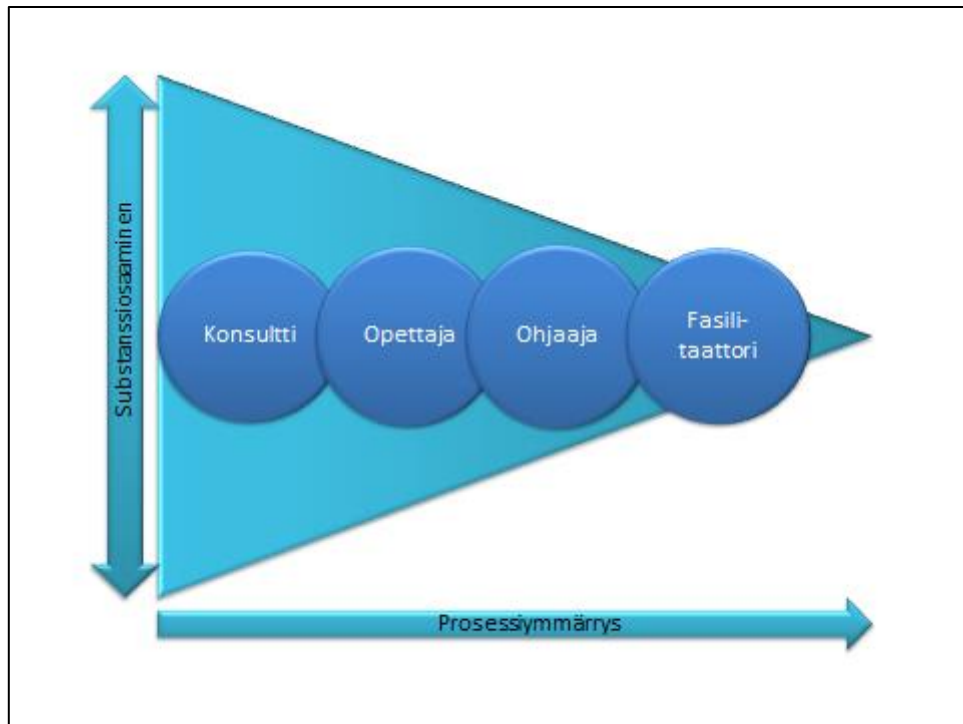 Substanssiosaaminen
Konsultti
Opettaja
Ohjaaja
Fasili-
taattori
Prosessiymmärrys